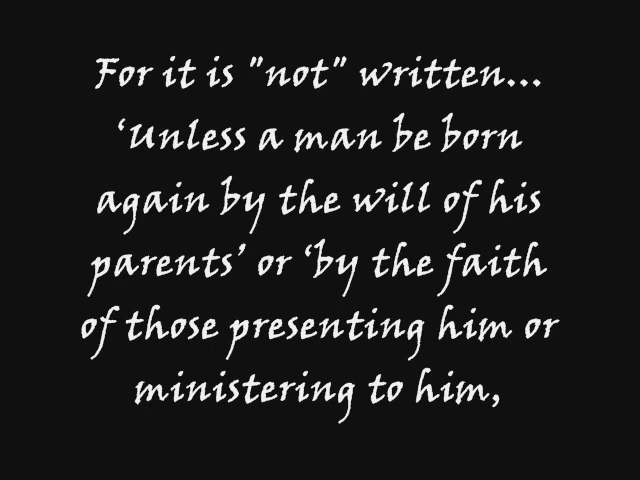 For it is "not" written...
‘Unless a man be born
again by the will of his
parents’ or ‘by the faith
of those presenting him or
ministering to him,